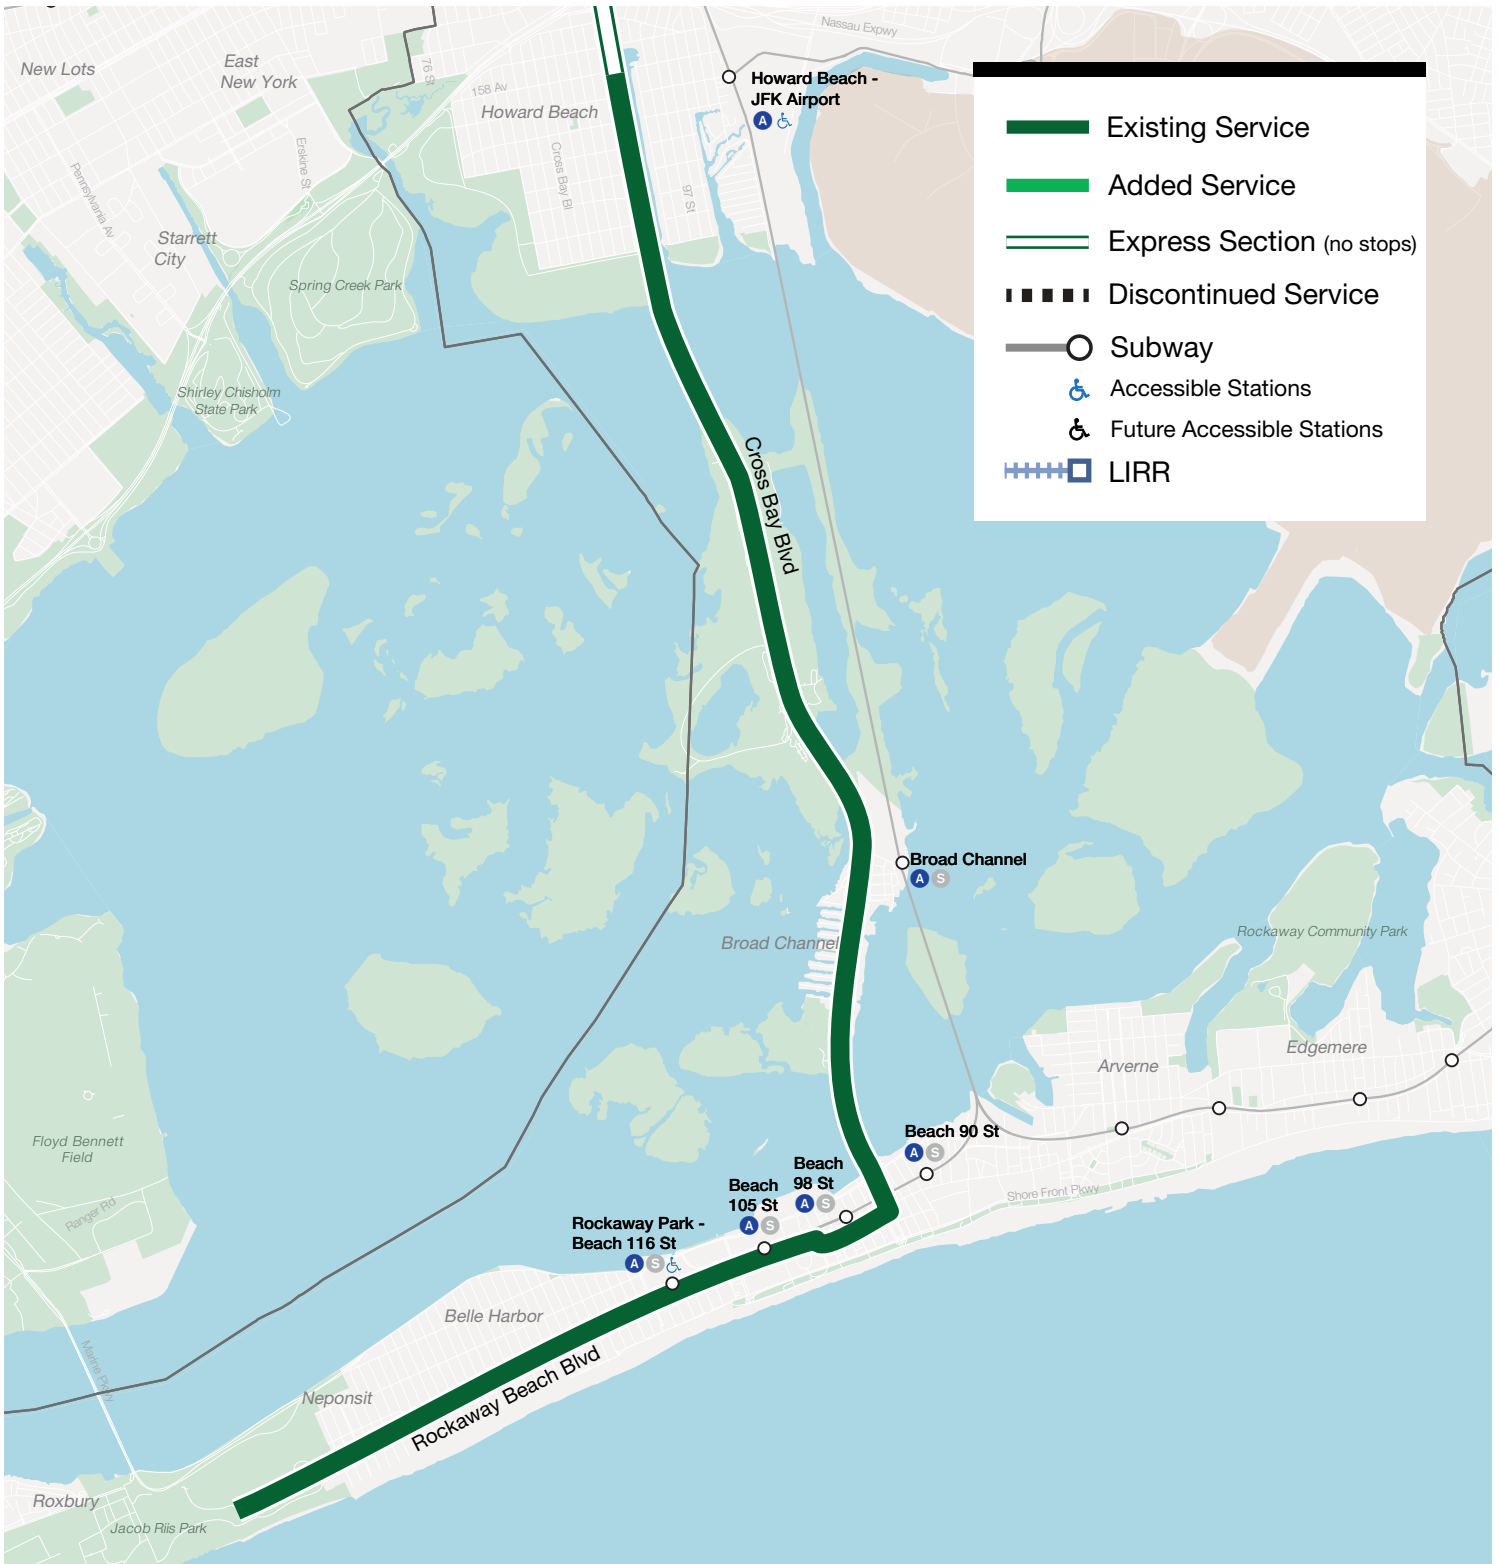 Nassau Expwy
New Lots
East
New York
76 St
158 Av
Howard Beach
Howard Beach -
JFK Airport
A
Existing Service
Added Service
Express Section (no stops)
Discontinued Service
Subway
Accessible Stations
Future Accessible Stations
LIRR
Pennsylvania Av
Erskine St
Cross Bay Bl
97 St
Starrett
City
Spring Creek Park
Shirley Chisholm
State Park
Cross Bay Blvd
Broad Channel
A S
Broad Channel
Rockaway Community Park
Edgemere
Arverne
Floyd Bennett
Field
Ranger Rd
Beach 90 St
A S
Beach
98 St
A S
Beach
105 St
A S
Shore Front Pkwy
Rockaway Park -
Beach 116 St
A S
Belle Harbor
Marine Pkwy
Neponsit
Rockaway Beach Blvd
Roxbury
Jacob Riis Park